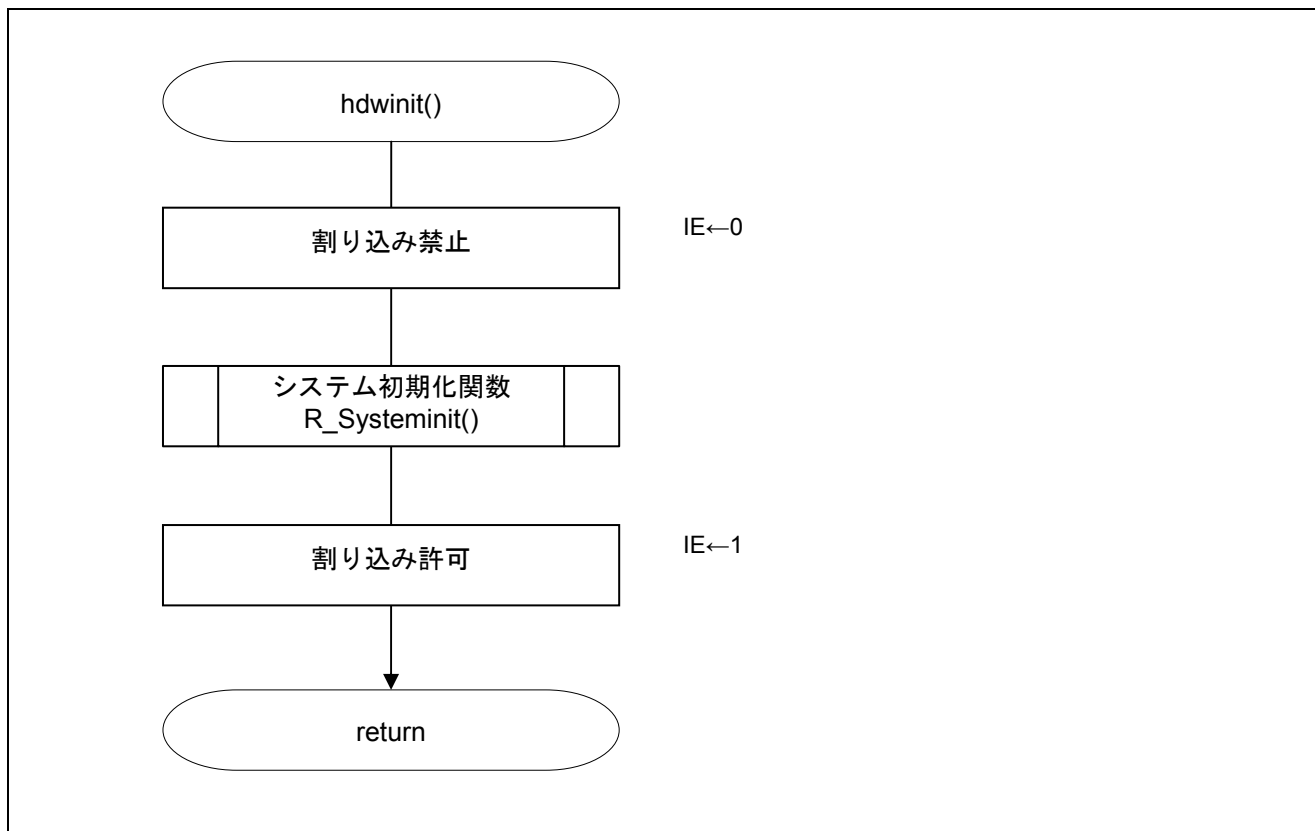 hdwinit()
割り込み禁止
IE←0
システム初期化関数
R_Systeminit()
割り込み許可
IE←1
return